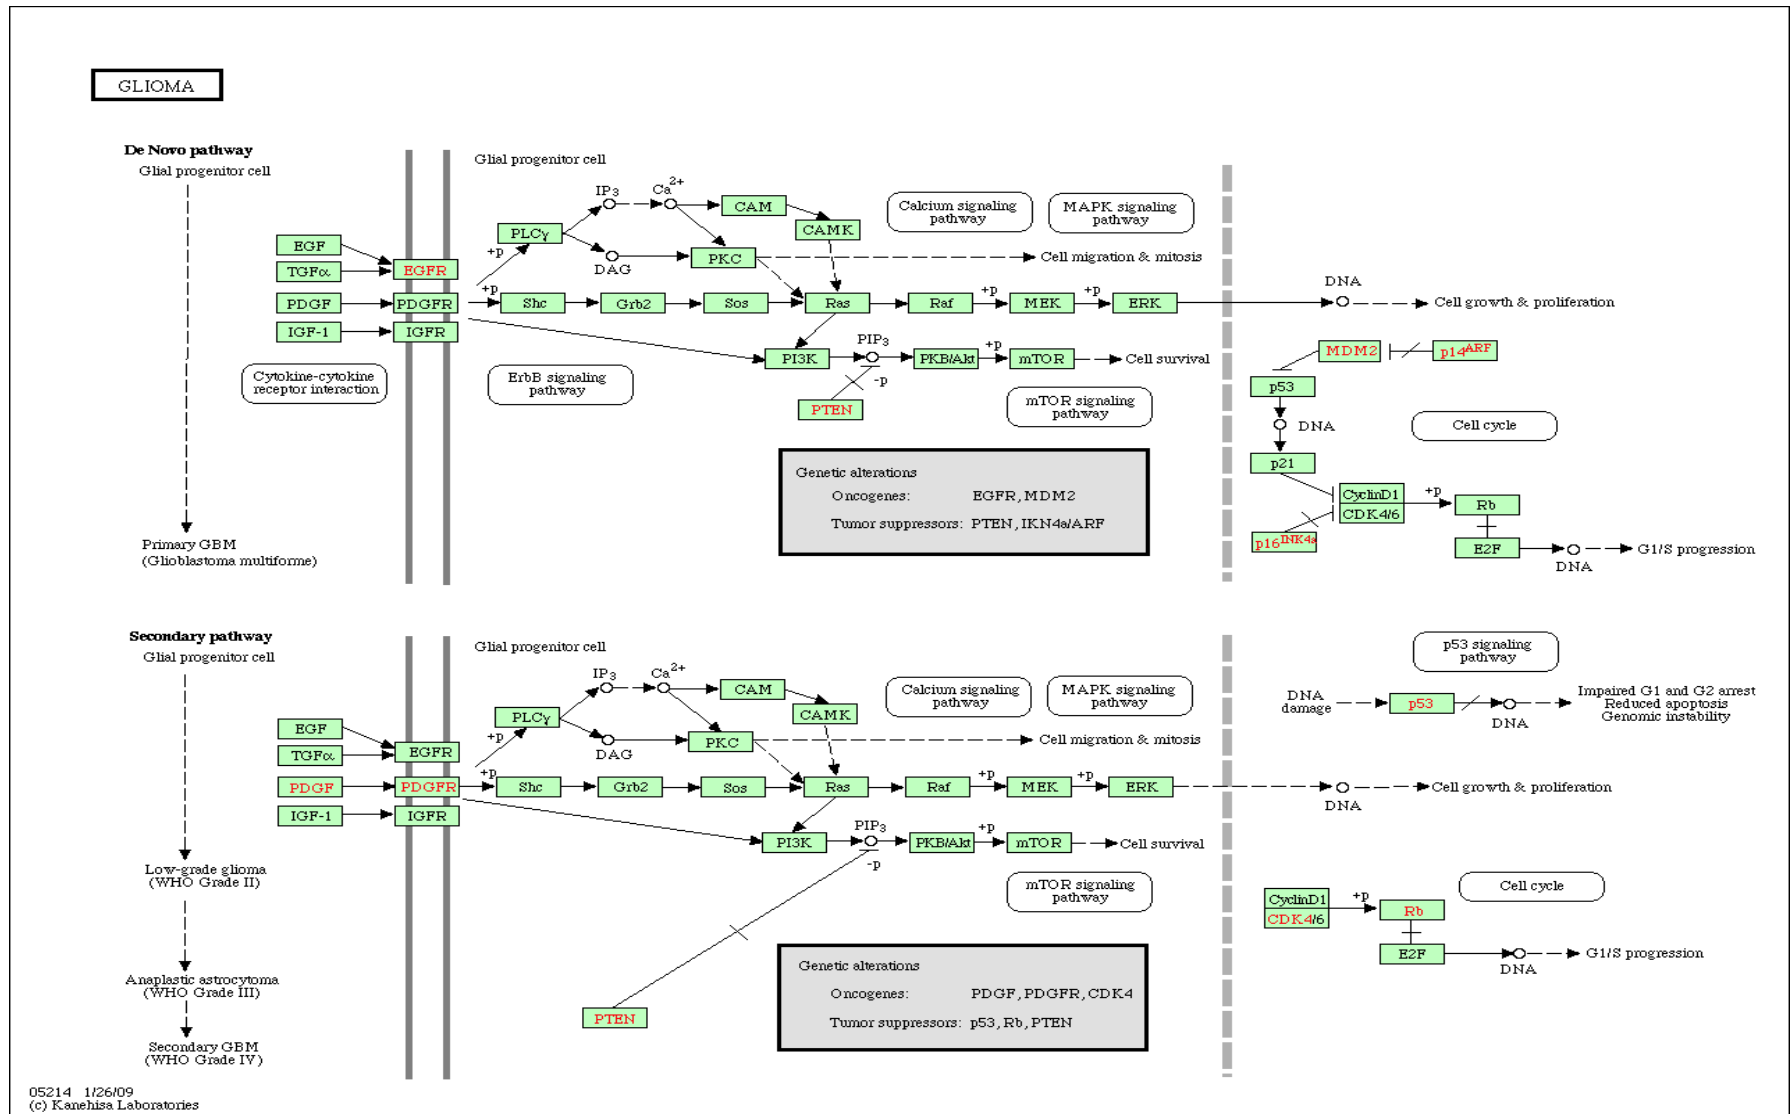 GLIOMA
De Novo pathway
Glial progenitor cell
Primary GBM
(Glioblastoma multiforme)
Glial progenitor cell
EGF
TGFα
PDGF
IGF-1
EGFR
PDGFR
IGFR
Cytokine-cytokine
receptor interaction
+p
PLCγ
IP3
Ca2+
DAG
CAM
CAMK
PKC
Calcium signaling
pathway
MAPK signaling
pathway
Cell migration & mitosis
+p
Shc
Grb2
Sos
Ras
Raf
+p
MEK
+p
ERK
DNA
Cell growth & proliferation
PI3K
PIP3
-p
PKB/Akt
+p
mTOR
Cell survival
PTEN
ErbB signaling
pathway
mTOR signaling
pathway
MDM2
p14ARF
p53
DNA
p21
Cell cycle
CyclinD1
CDK4/6
+p
Rb
p16INK4a
E2F
DNA
G1/S progression
Genetic alterations
Oncogenes: EGFR, MDM2
Tumor suppressors: PTEN, IKN4a/ARF
Secondary pathway
Glial progenitor cell
Low-grade glioma
(WHO Grade II)
Anaplastic astrocytoma
(WHO Grade III)
Secondary GBM
(WHO Grade IV)
Glial progenitor cell
EGF
TGFα
PDGF
IGF-1
EGFR
PDGFR
IGFR
+p
PLCγ
IP3
Ca2+
DAG
CAM
CAMK
PKC
Calcium signaling
pathway
MAPK signaling
pathway
Cell migration & mitosis
+p
Shc
Grb2
Sos
Ras
Raf
+p
MEK
+p
ERK
DNA
Cell growth & proliferation
PI3K
PIP3
-p
PKB/Akt
+p
mTOR
Cell survival
mTOR signaling
pathway
PTEN
p53 signaling
pathway
DNA
damage
p53
DNA
Impaired G1 and G2 arrest
Reduced apoptosis
Genomic instability
CyclinD1
CDK4/6
+p
Rb
Cell cycle
E2F
DNA
G1/S progression
Genetic alterations
Oncogenes: PDGF, PDGFR, CDK4
Tumor suppressors: p53, Rb, PTEN
05214 1/26/09
(c) Kanehisa Laboratories